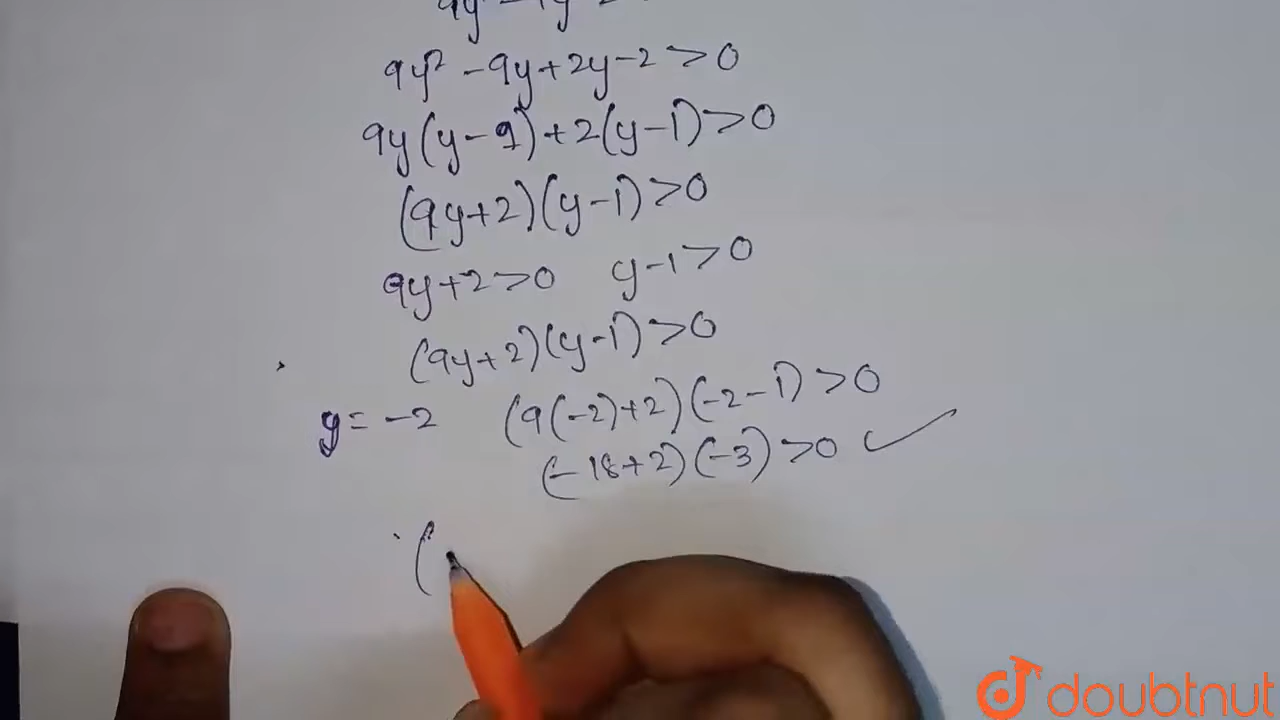 9y² - 9y + 2y - 2 > 0
9y(y - 9) + 2(y - 1) > 0
(9y + 2)(y - 1) > 0
9y + 2 > 0 y - 1 > 0
(9y + 2)(y - 1) > 0
y = -2 (9(-2) + 2)(-2 - 1) > 0
(-18 + 2)(-3) > 0 ✓
(
doubtnut